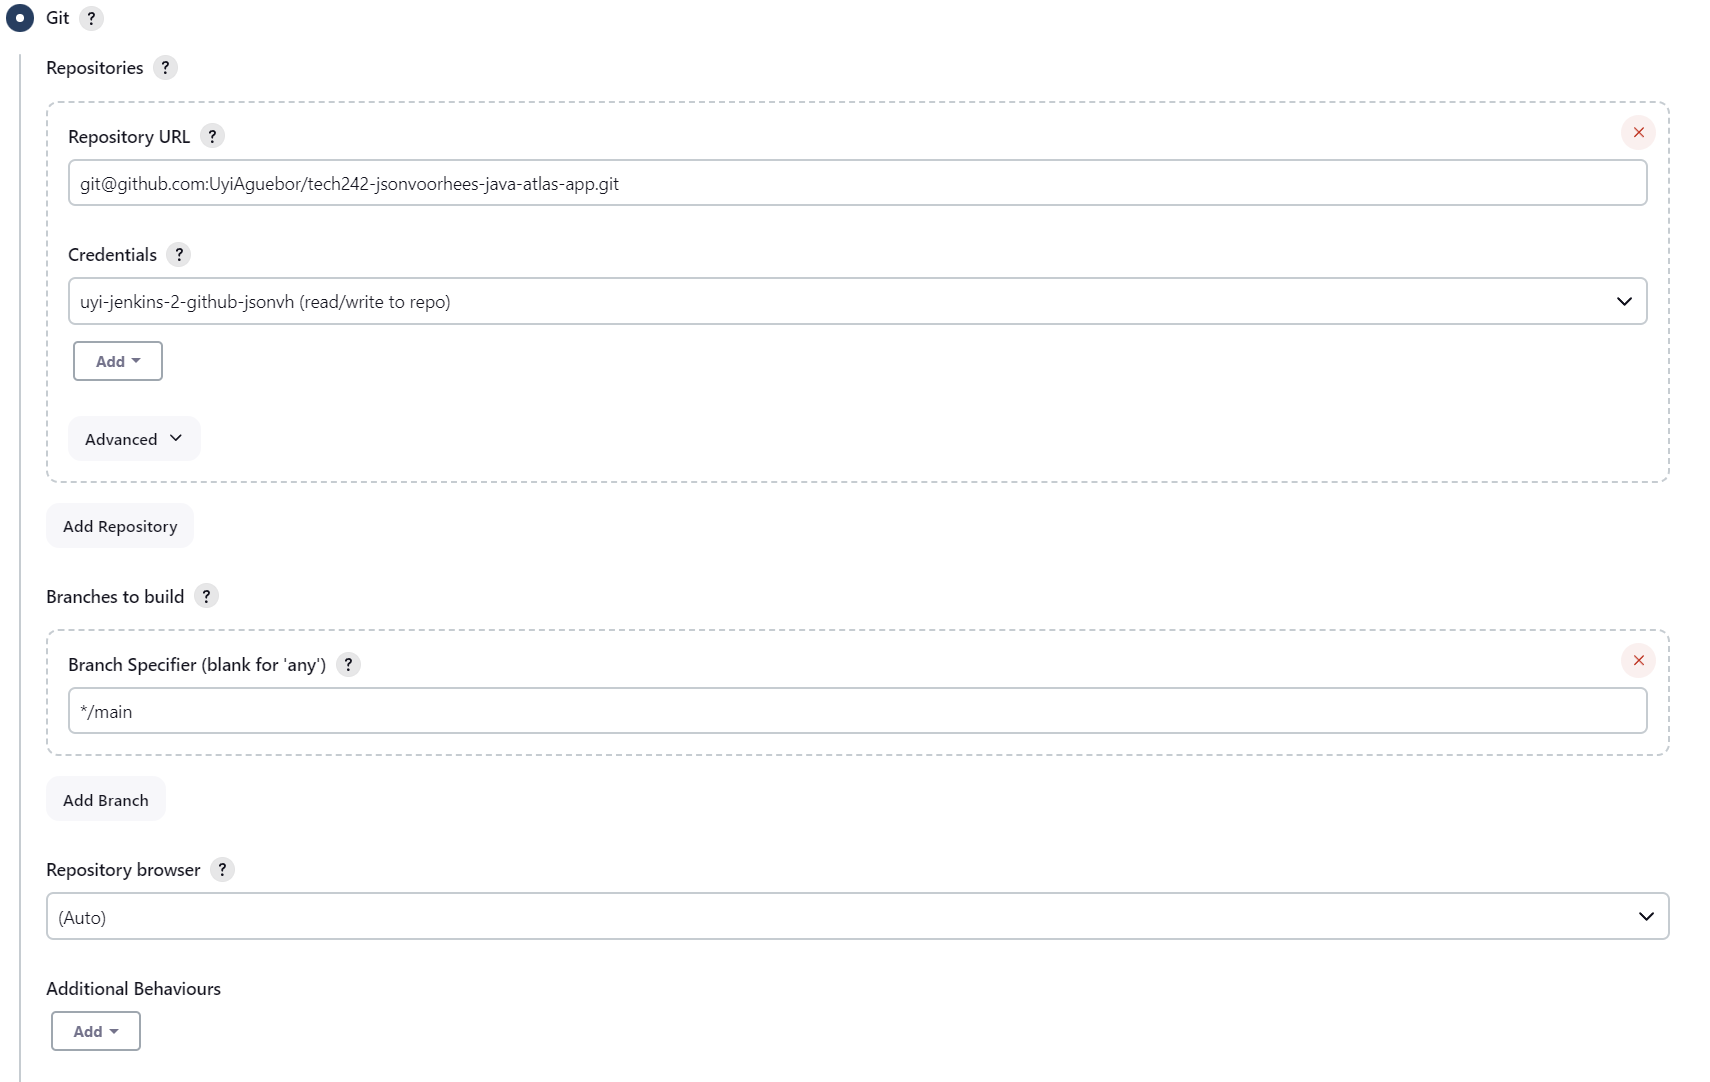 Git ?
Repositories ?
Repository URL ?
git@github.com:UyiAguebor/tech242-jsonvoorhees-java-atlas-app.git
Credentials ?
uyi-jenkins-2-github-jsonvh (read/write to repo)
Add
Advanced
Add Repository
Branches to build ?
Branch Specifier (blank for 'any') ?
*/main
Add Branch
Repository browser ?
(Auto)
Additional Behaviours
Add